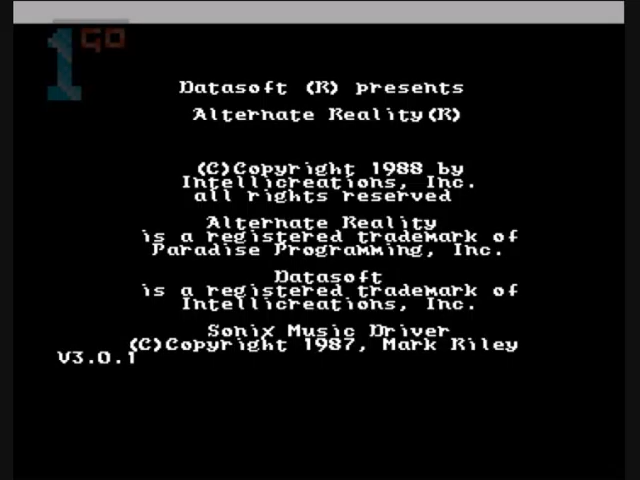 1 GO
Datasoft (R) presents
Alternate Reality(R)
(C)Copyright 1988 by
Intellicreations, Inc.
all rights reserved
Alternate Reality
is a registered trademark of
Paradise Programming, Inc.
Datasoft
is a registered trademark of
Intellicreations, Inc.
Sonix Music Driver
(C)Copyright 1987, Mark Riley
V3.0.1